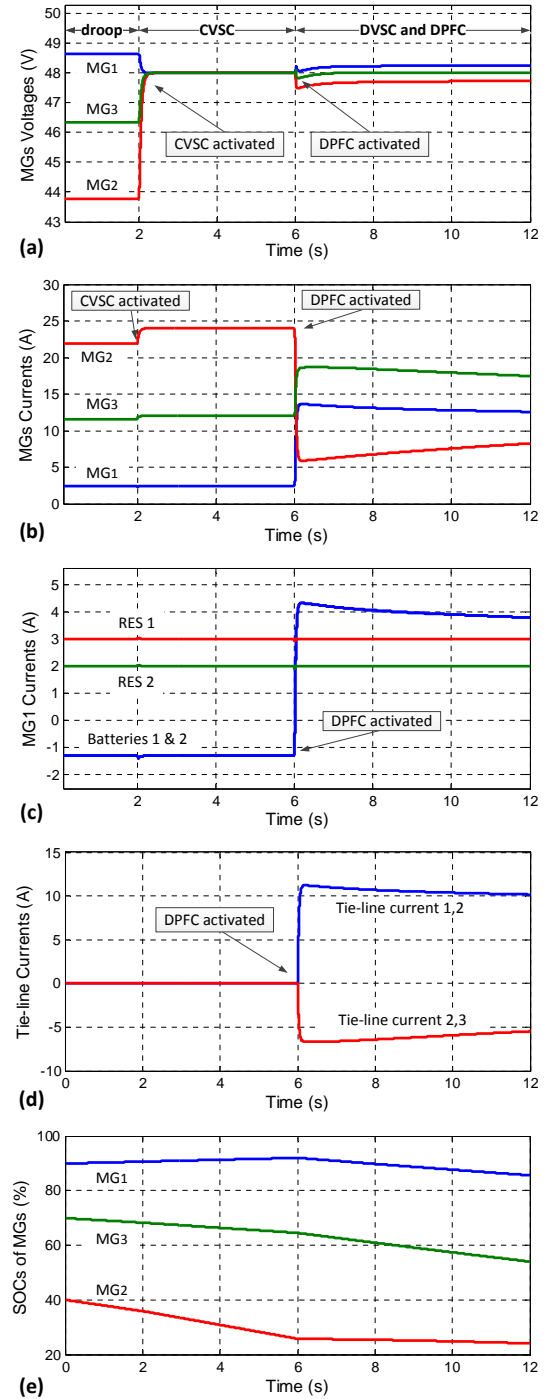 droop CVSC DVSC and DPFC
50
49
48
47
46
45
44
43
MGs Voltages (V)
MG1
MG3
MG2
CVSC activated
DPFC activated
0 2 4 6 8 10 12
Time (s)
(a)
30
25
20
15
10
5
0
MGs Currents (A)
CVSC activated
DPFC activated
MG2
MG3
MG1
0 2 4 6 8 10 12
Time (s)
(b)
5
4
3
2
1
0
-1
-2
MG1 Currents (A)
RES 1
RES 2
Batteries 1 & 2
DPFC activated
0 2 4 6 8 10 12
Time (s)
(c)
15
10
5
0
-5
-10
Tie-line Currents (A)
DPFC activated
Tie-line current 1,2
Tie-line current 2,3
0 2 4 6 8 10 12
Time (s)
(d)
100
80
60
40
20
SOCs of MGs (%)
MG1
MG3
MG2
0 2 4 6 8 10 12
Time (s)
(e)